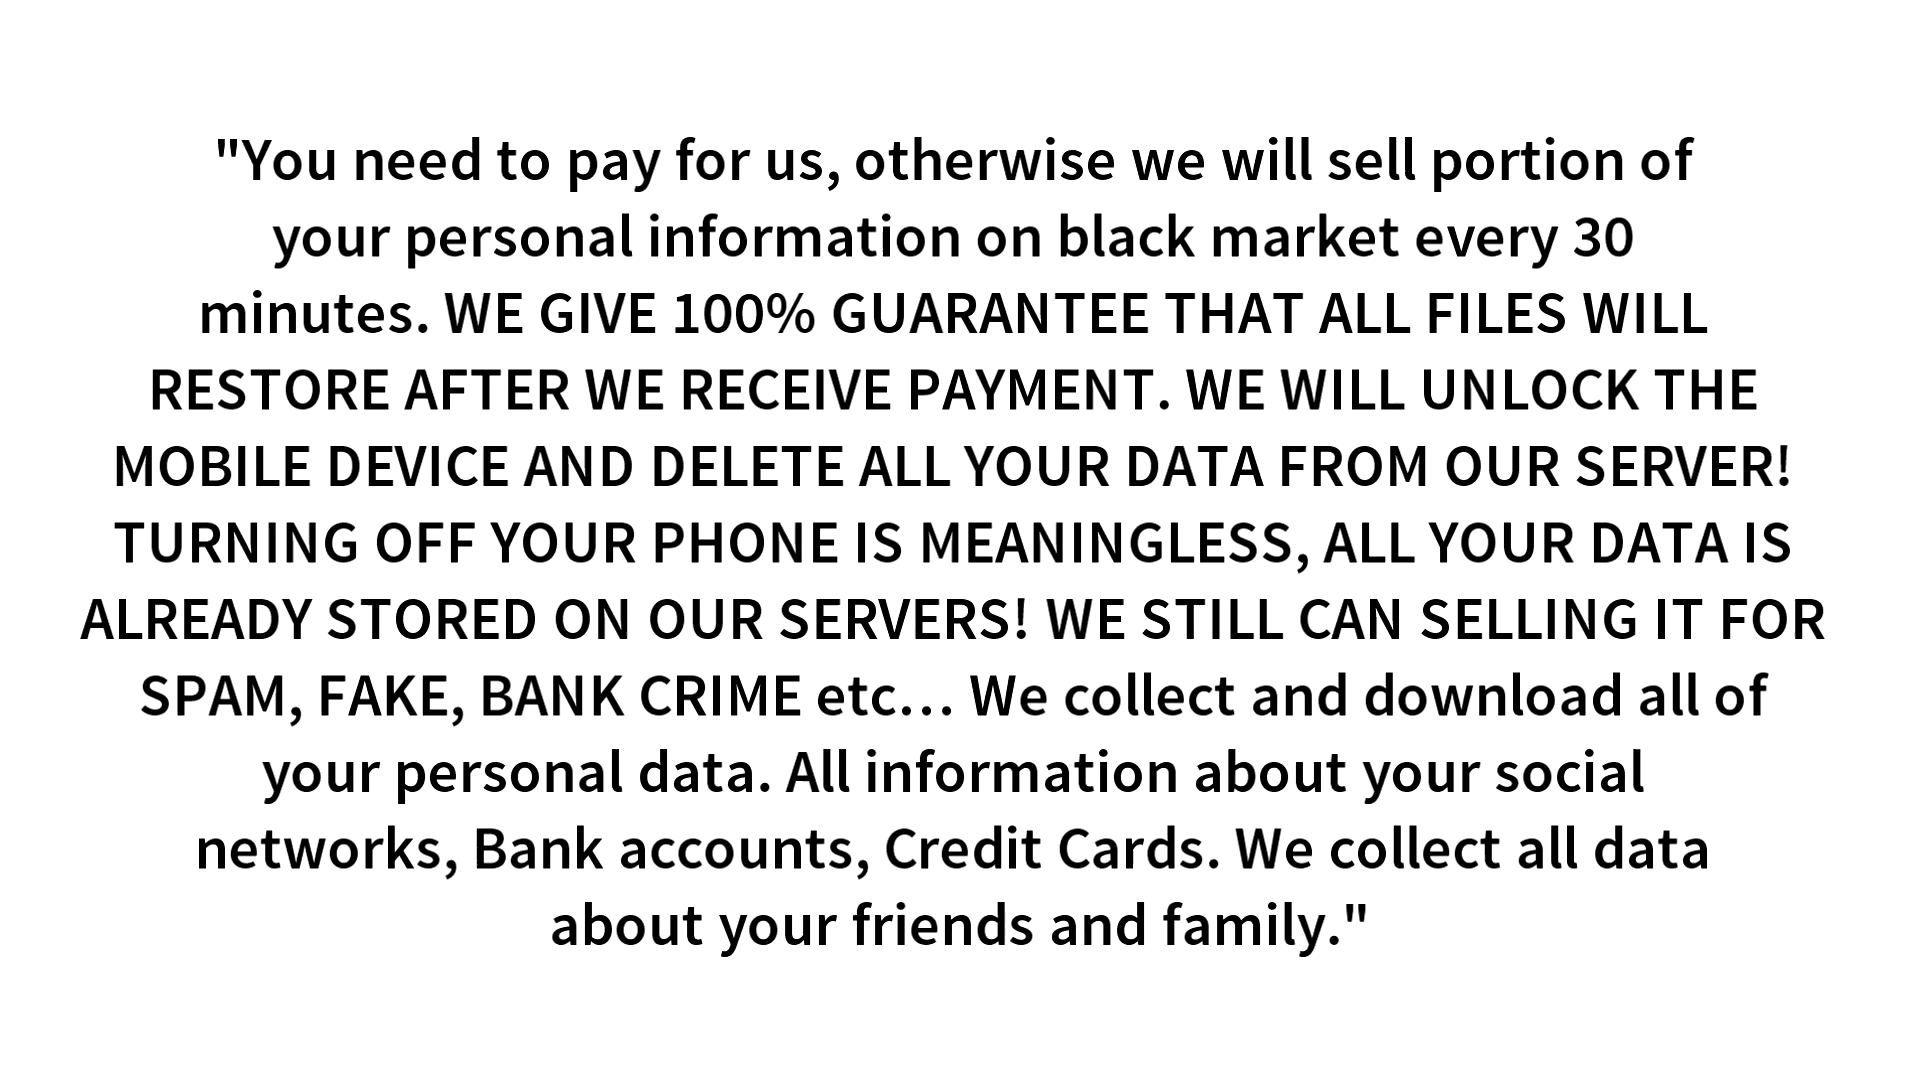 "You need to pay for us, otherwise we will sell portion of
your personal information on black market every 30
minutes. WE GIVE 100% GUARANTEE THAT ALL FILES WILL
RESTORE AFTER WE RECEIVE PAYMENT. WE WILL UNLOCK THE
MOBILE DEVICE AND DELETE ALL YOUR DATA FROM OUR SERVER!
TURNING OFF YOUR PHONE IS MEANINGLESS, ALL YOUR DATA IS
ALREADY STORED ON OUR SERVERS! WE STILL CAN SELLING IT FOR
SPAM, FAKE, BANK CRIME etc… We collect and download all of
your personal data. All information about your social
networks, Bank accounts, Credit Cards. We collect all data
about your friends and family."